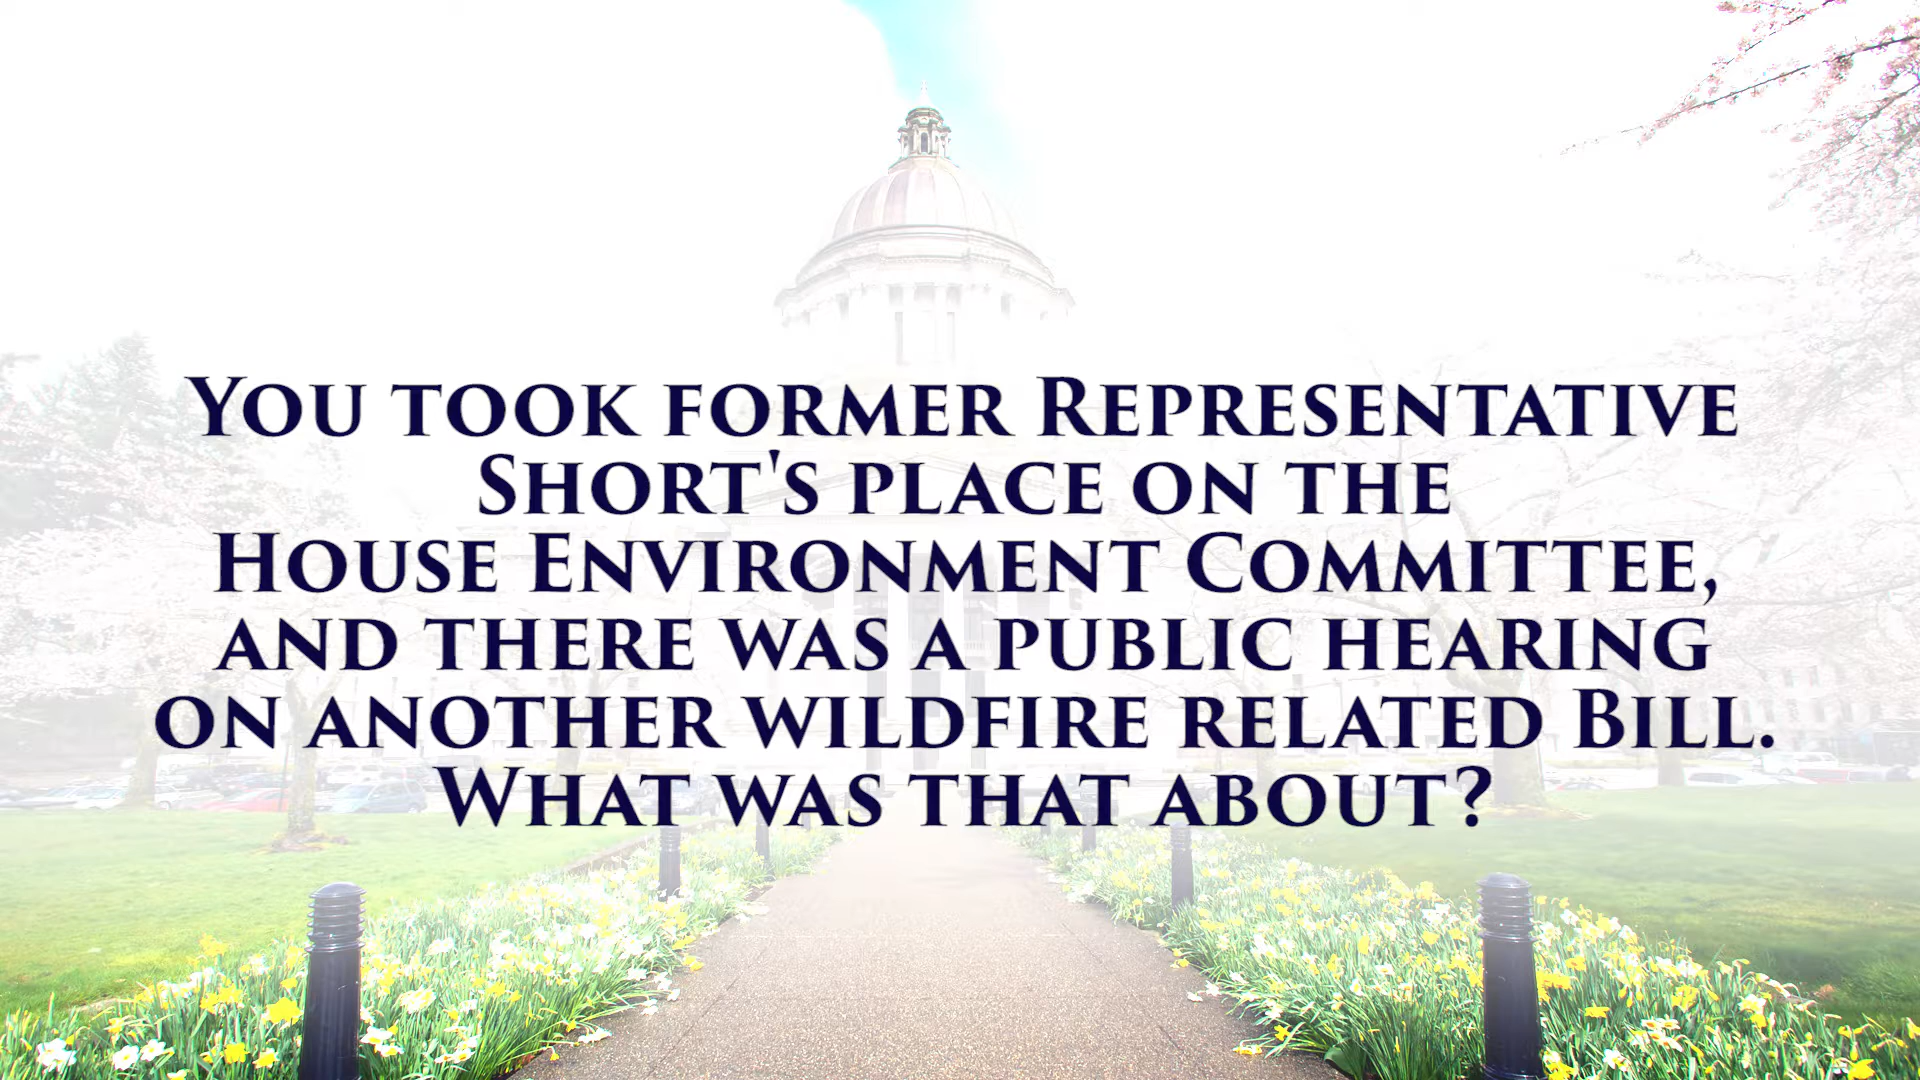 You took former Representative
Short's place on the
House Environment Committee,
and there was a public hearing
on another wildfire related Bill.
What was that about?